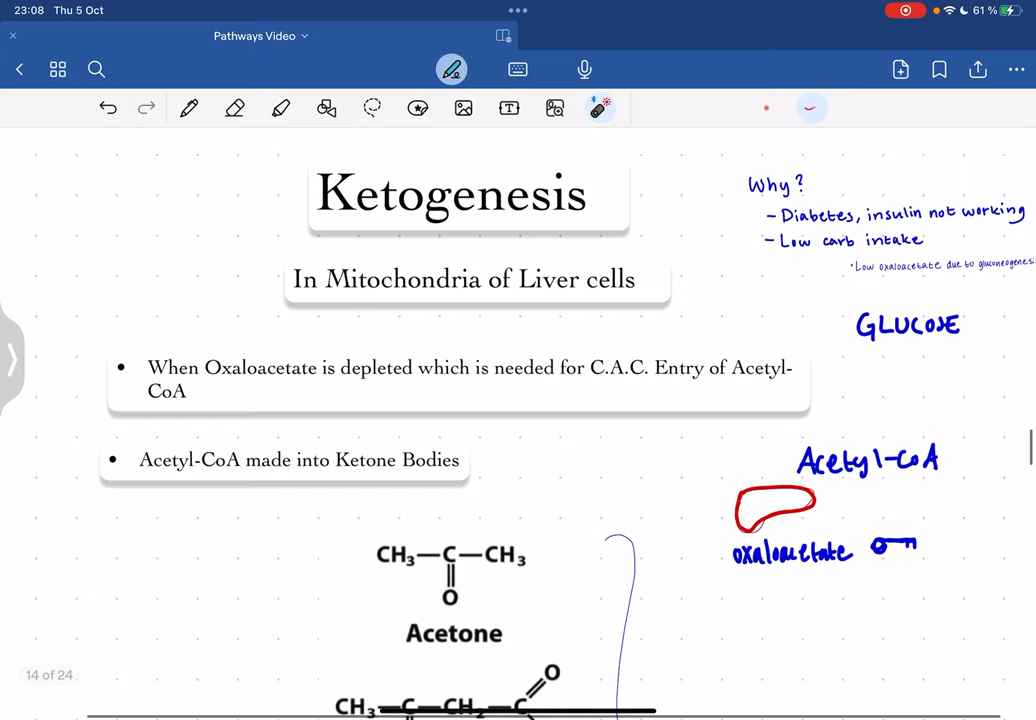 23:08 Thu 5 Oct
61 %
Pathways Video
Ketogenesis
Why?
- Diabetes, insulin not working
- Low carb intake
• Low oxaloacetate due to gluconeogenesis
In Mitochondria of Liver cells
GLUCOSE
• When Oxaloacetate is depleted which is needed for C.A.C. Entry of Acetyl-
CoA
• Acetyl-CoA made into Ketone Bodies
Acetyl-CoA
oxaloacetate
CH₃—C—CH₃
O
Acetone
14 of 24
O
CH₃—C—CH₂—C